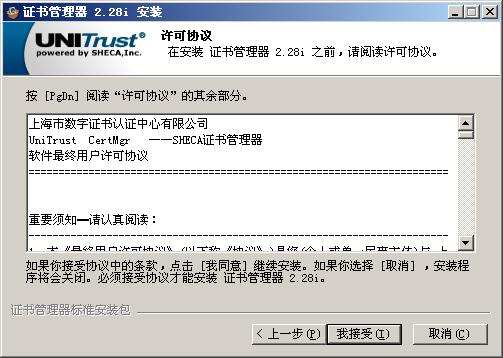 证书管理器 2.28i 安装
UNITRUST®
powered by SHECA,Inc.
许可协议
在安装 证书管理器 2.28i 之前，请阅读许可协议。
按 [PgDn] 阅读“许可协议”的其余部分。
上海市数字证书认证中心有限公司
UniTrust CertMgr ——SHECA证书管理器
软件最终用户许可协议
============================================================
重要须知——请认真阅读：
------------------------------------------------------------
如果你接受协议中的条款，点击 [我同意] 继续安装。如果你选择 [取消] ，安装程
序将会关闭。必须接受协议才能安装 证书管理器 2.28i。
证书管理器标准安装包
< 上一步(P)
我接受(I)
取消(C)